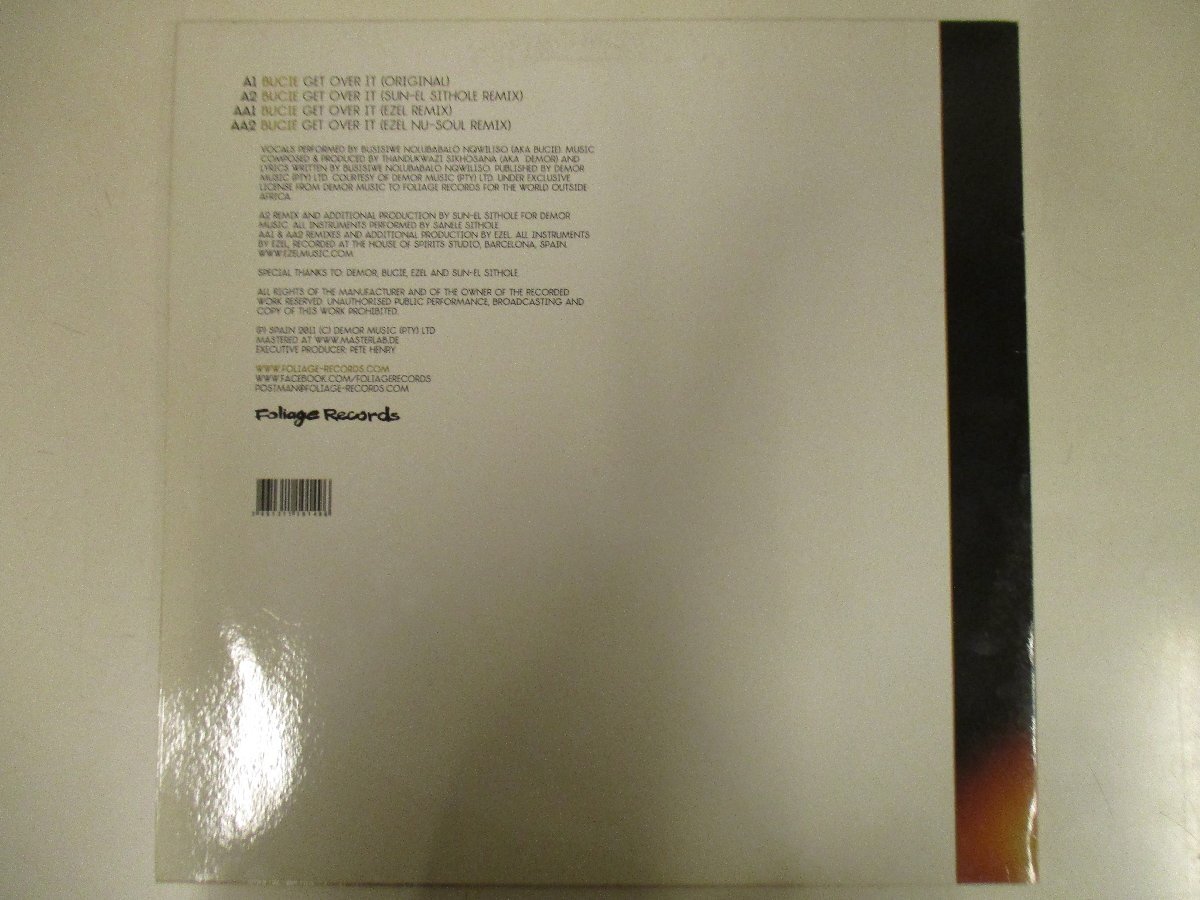 A1 BUCIE GET OVER IT (ORIGINAL)
A2 BUCIE GET OVER IT (SUN-EL SITHOLE REMIX)
AA1 BUCIE GET OVER IT (EZEL REMIX)
AA2 BUCIE GET OVER IT (EZEL NU-SOUL REMIX)
VOCALS PERFORMED BY BUSISIWE NOLUBABALO NQWILISO (AKA BUCIE). MUSIC
COMPOSED & PRODUCED BY THANDUKWAZI SIKHOSANA (AKA DEMOR) AND
LYRICS WRITTEN BY BUSISIWE NOLUBABALO NQWILISO. PUBLISHED BY DEMOR
MUSIC (PTY) LTD. COURTESY OF DEMOR MUSIC (PTY) LTD. UNDER EXCLUSIVE
LICENSE FROM DEMOR MUSIC TO FOLIAGE RECORDS FOR THE WORLD OUTSIDE
AFRICA.
A2 REMIX AND ADDITIONAL PRODUCTION BY SUN-EL SITHOLE FOR DEMOR
MUSIC. ALL INSTRUMENTS PERFORMED BY SANELE SITHOLE.
AA1 & AA2 REMIXES AND ADDITIONAL PRODUCTION BY EZEL. ALL INSTRUMENTS
BY EZEL, RECORDED AT THE HOUSE OF SPIRITS STUDIO, BARCELONA, SPAIN.
WWW.EZELMUSIC.COM
SPECIAL THANKS TO: DEMOR, BUCIE, EZEL AND SUN-EL SITHOLE.
ALL RIGHTS OF THE MANUFACTURER AND OF THE OWNER OF THE RECORDED
WORK RESERVED. UNAUTHORISED PUBLIC PERFORMANCE, BROADCASTING AND
COPY OF THIS WORK PROHIBITED.
(P) SPAIN 2011 (C) DEMOR MUSIC (PTY) LTD
MASTERED AT WWW.MASTERLAB.DE
EXECUTIVE PRODUCER: PETE HENRY
WWW.FOLIAGE-RECORDS.COM
WWW.FACEBOOK.COM/FOLIAGERECORDS
POSTMAN@FOLIAGE-RECORDS.COM
Foliage Records